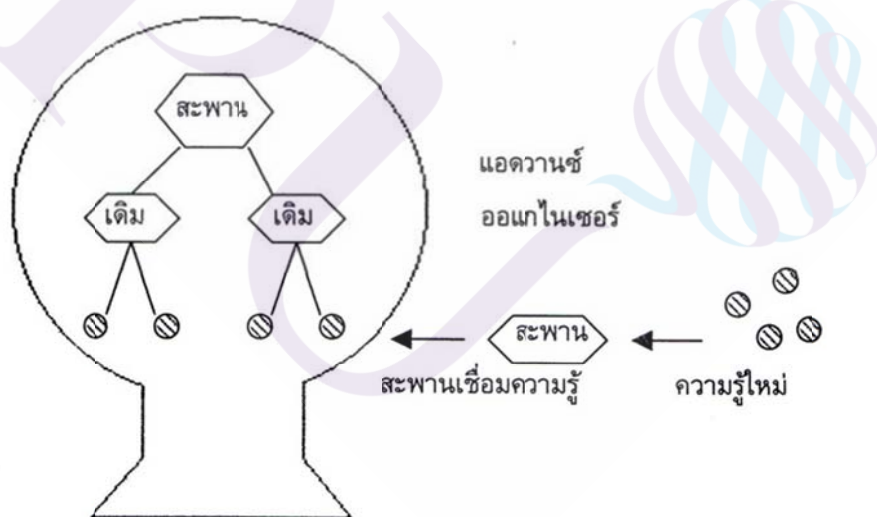 สะพาน
เดิม เดิม
แอดวานซ์
ออแกไนเซอร์
สะพาน
สะพานเชื่อมความรู้ ความรู้ใหม่